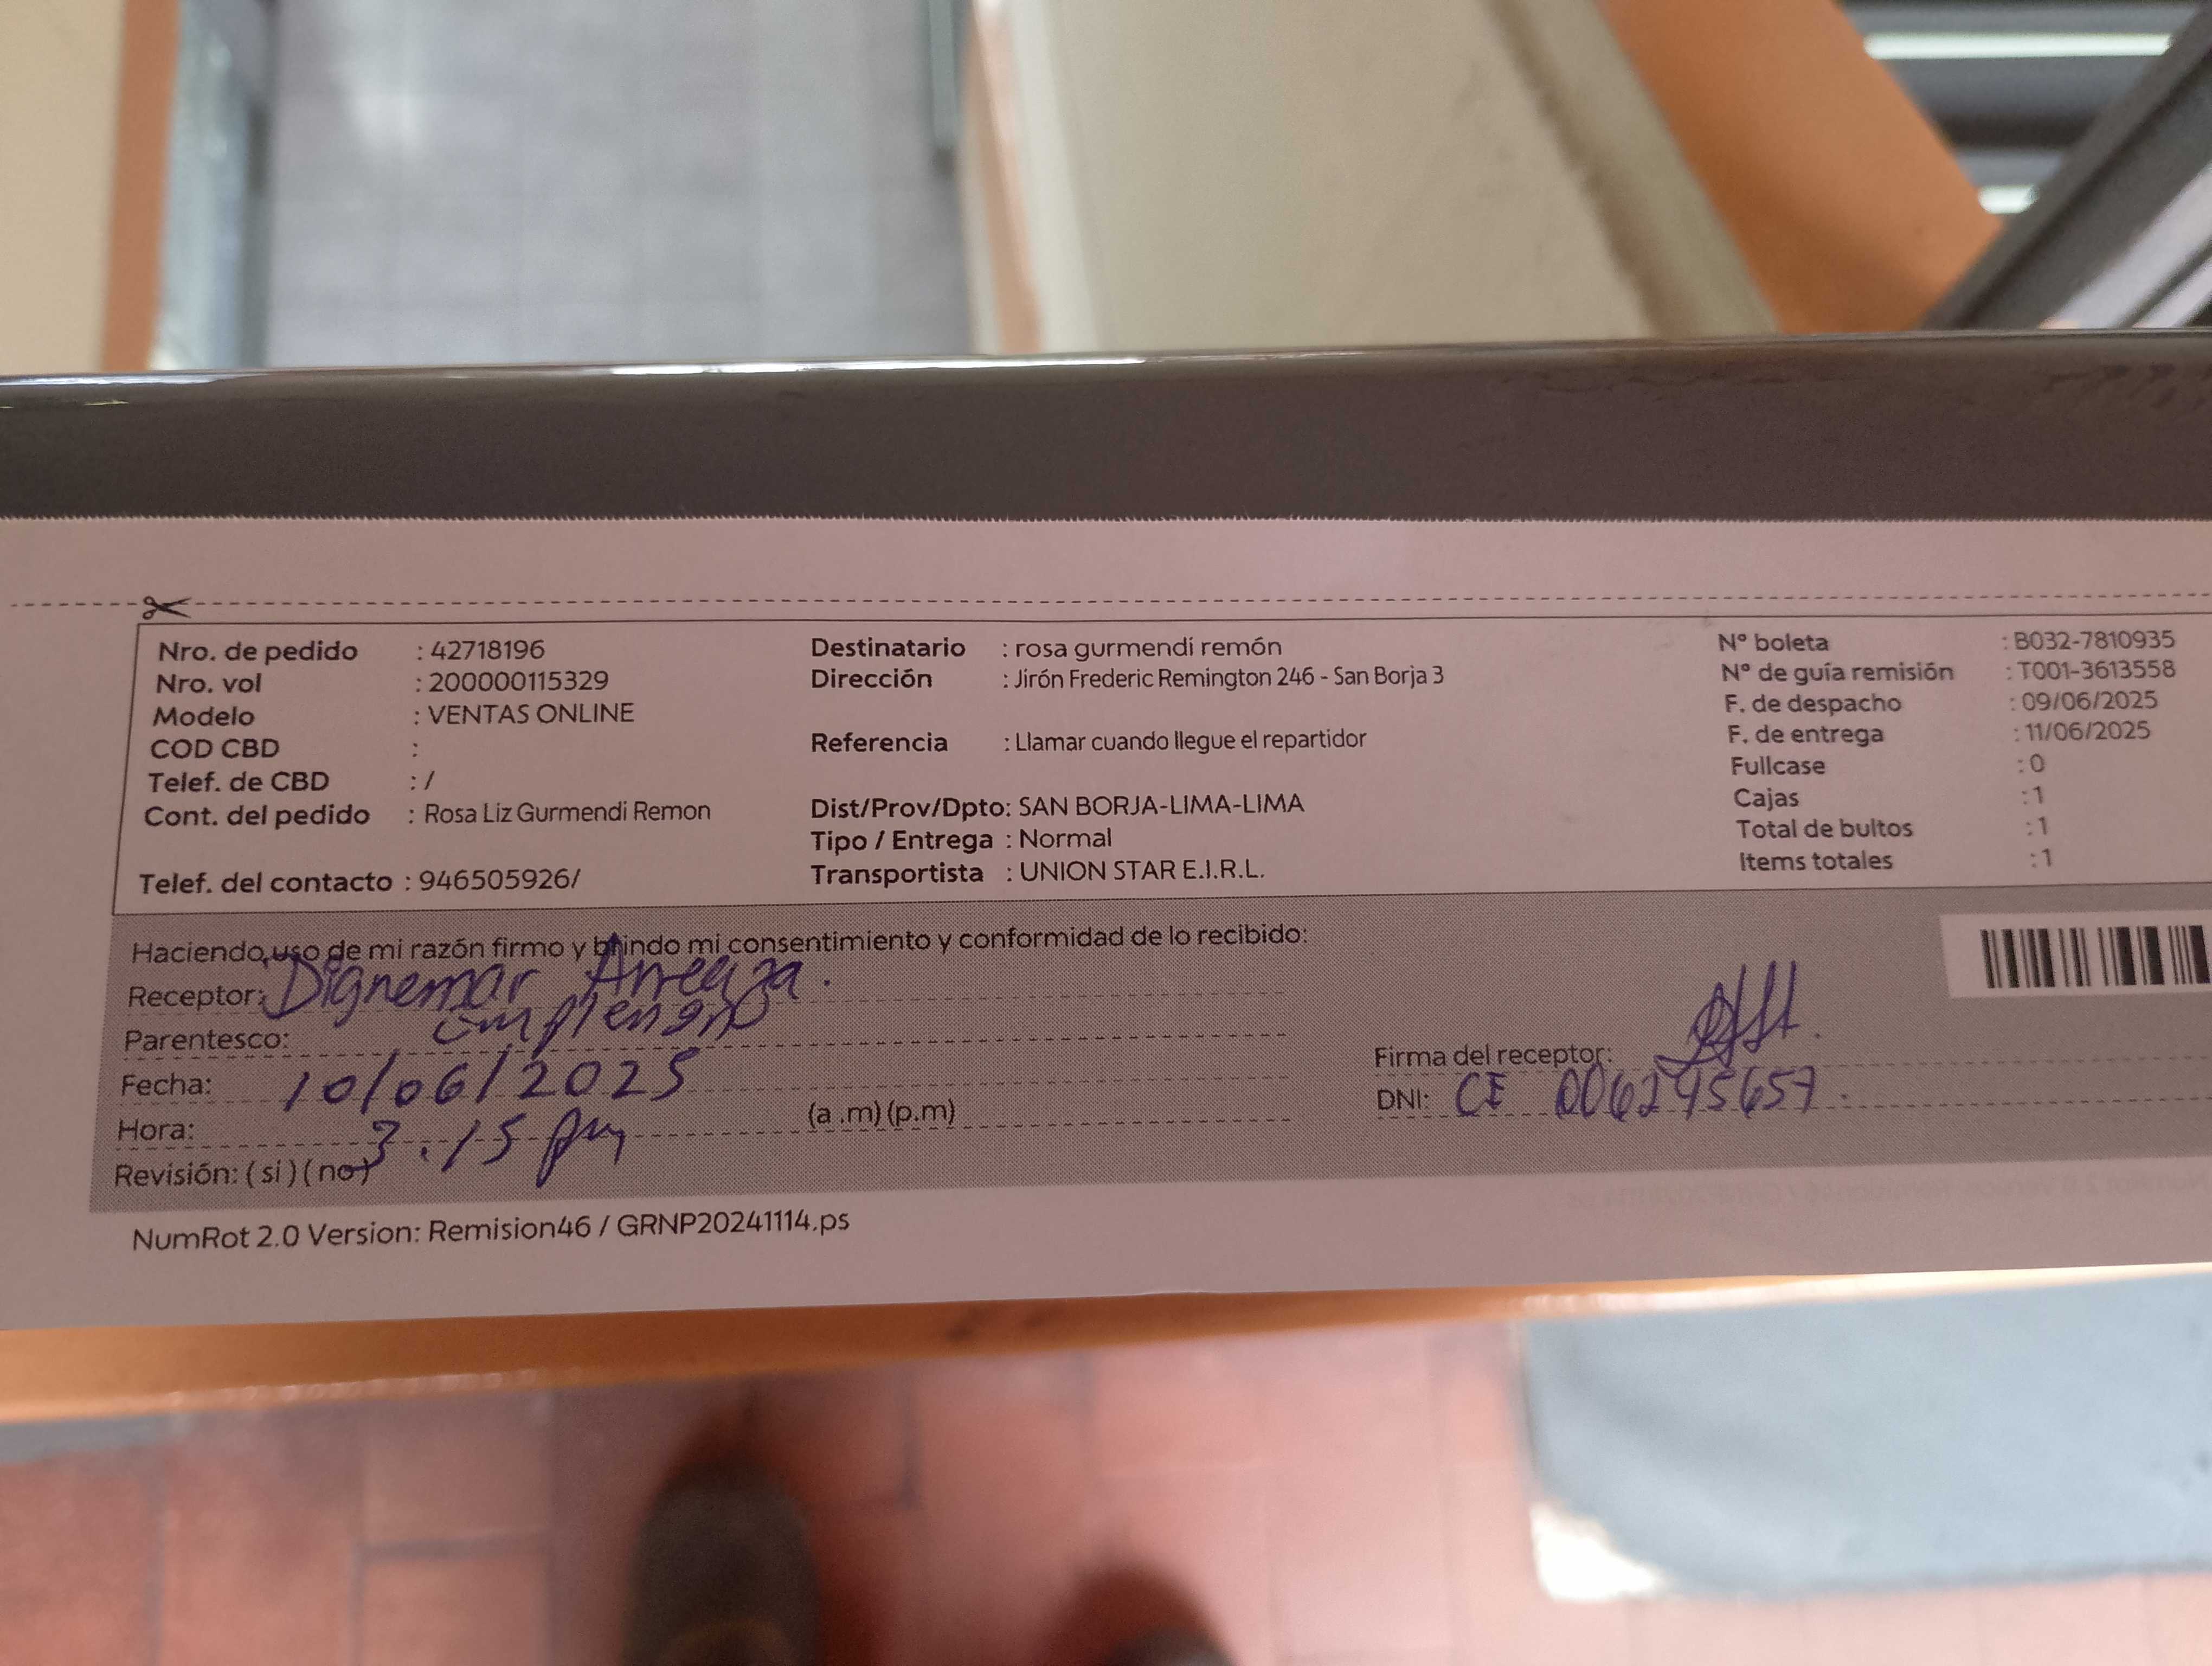 Nro. de pedido : 42718196
Nro. vol : 200000115329
Modelo : VENTAS ONLINE
COD CBD :
Telef. de CBD : /
Cont. del pedido : Rosa Liz Gurmendi Remon
Telef. del contacto : 946505926/
Destinatario : rosa gurmendi remón
Dirección : Jirón Frederic Remington 246 - San Borja 3
Referencia : Llamar cuando llegue el repartidor
Dist/Prov/Dpto: SAN BORJA-LIMA-LIMA
Tipo / Entrega : Normal
Transportista : UNION STAR E.I.R.L.
N° boleta : B032-7810935
N° de guía remisión : T001-3613558
F. de despacho : 09/06/2025
F. de entrega : 11/06/2025
Fullcase : 0
Cajas : 1
Total de bultos : 1
Items totales : 1
Haciendo uso de mi razón firmo y brindo mi consentimiento y conformidad de lo recibido:
Receptor: Dignemar Arreaza.
Parentesco:
Fecha: 10/06/2025
Hora: 3.15 pm (a .m) (p.m)
Revisión: ( si ) ( no )
Firma del receptor:
DNI: CE 006245657.
NumRot 2.0 Version: Remision46 / GRNP20241114.ps